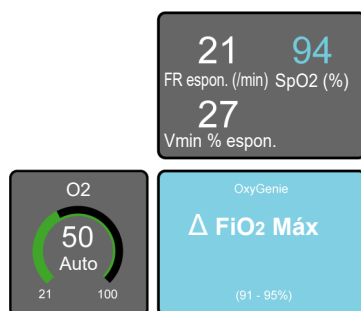 21 94
FR espon. (/min) SpO2 (%)
27
Vmin % espon.
O2
50
Auto
21 100
OxyGenie
Δ FiO2 Máx
(91 - 95%)